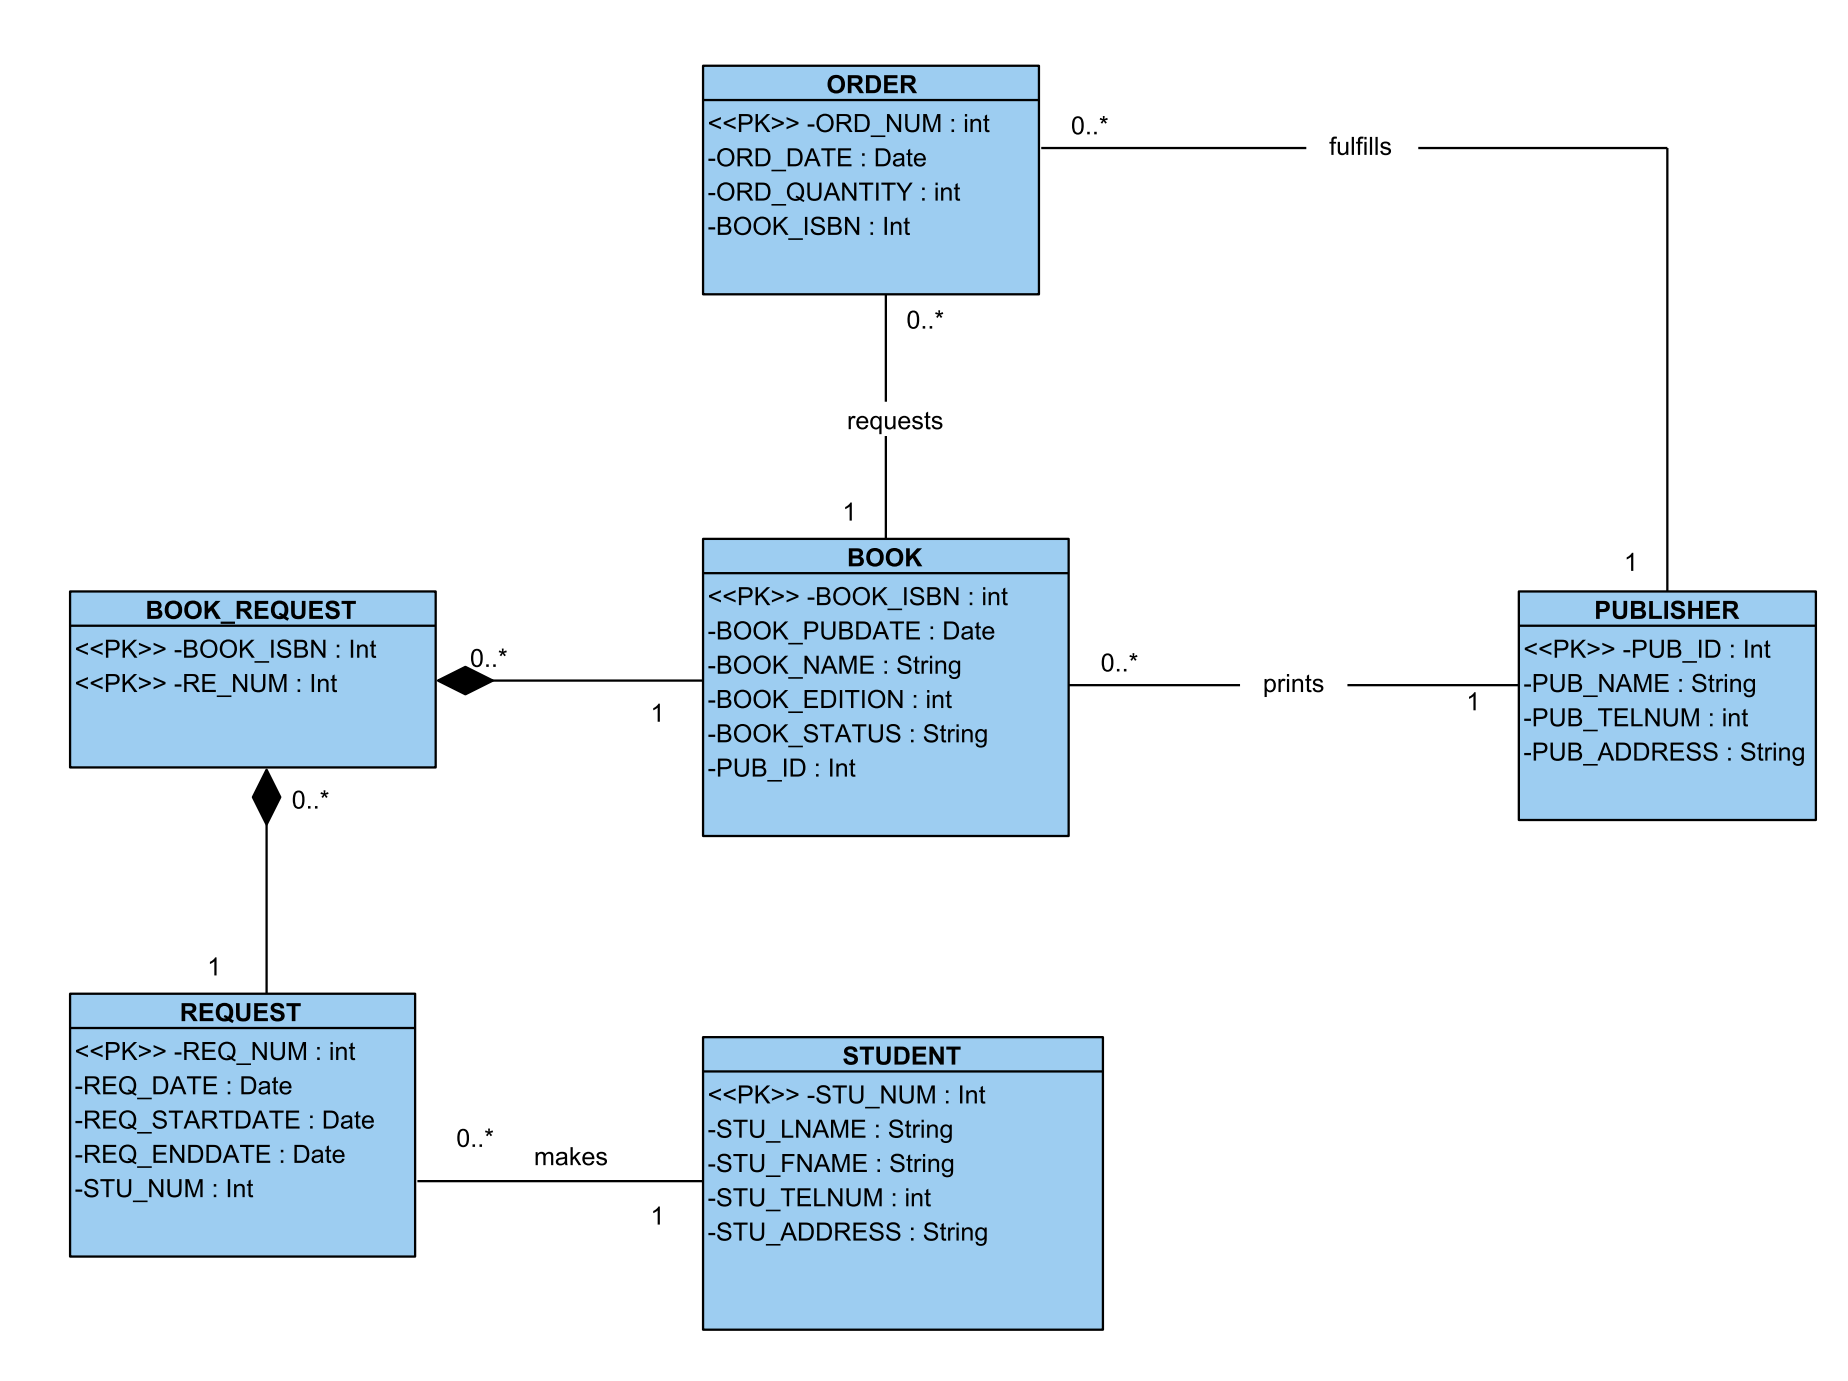 ORDER
<<PK>> -ORD_NUM : int
-ORD_DATE : Date
-ORD_QUANTITY : int
-BOOK_ISBN : Int
0..*
fulfills
0..*
requests
1
1
BOOK
<<PK>> -BOOK_ISBN : int
-BOOK_PUBDATE : Date
-BOOK_NAME : String
-BOOK_EDITION : int
-BOOK_STATUS : String
-PUB_ID : Int
BOOK_REQUEST
<<PK>> -BOOK_ISBN : Int
<<PK>> -RE_NUM : Int
0..*
1
0..*
prints
1
PUBLISHER
<<PK>> -PUB_ID : Int
-PUB_NAME : String
-PUB_TELNUM : int
-PUB_ADDRESS : String
0..*
1
REQUEST
<<PK>> -REQ_NUM : int
-REQ_DATE : Date
-REQ_STARTDATE : Date
-REQ_ENDDATE : Date
-STU_NUM : Int
0..*
makes
1
STUDENT
<<PK>> -STU_NUM : Int
-STU_LNAME : String
-STU_FNAME : String
-STU_TELNUM : int
-STU_ADDRESS : String